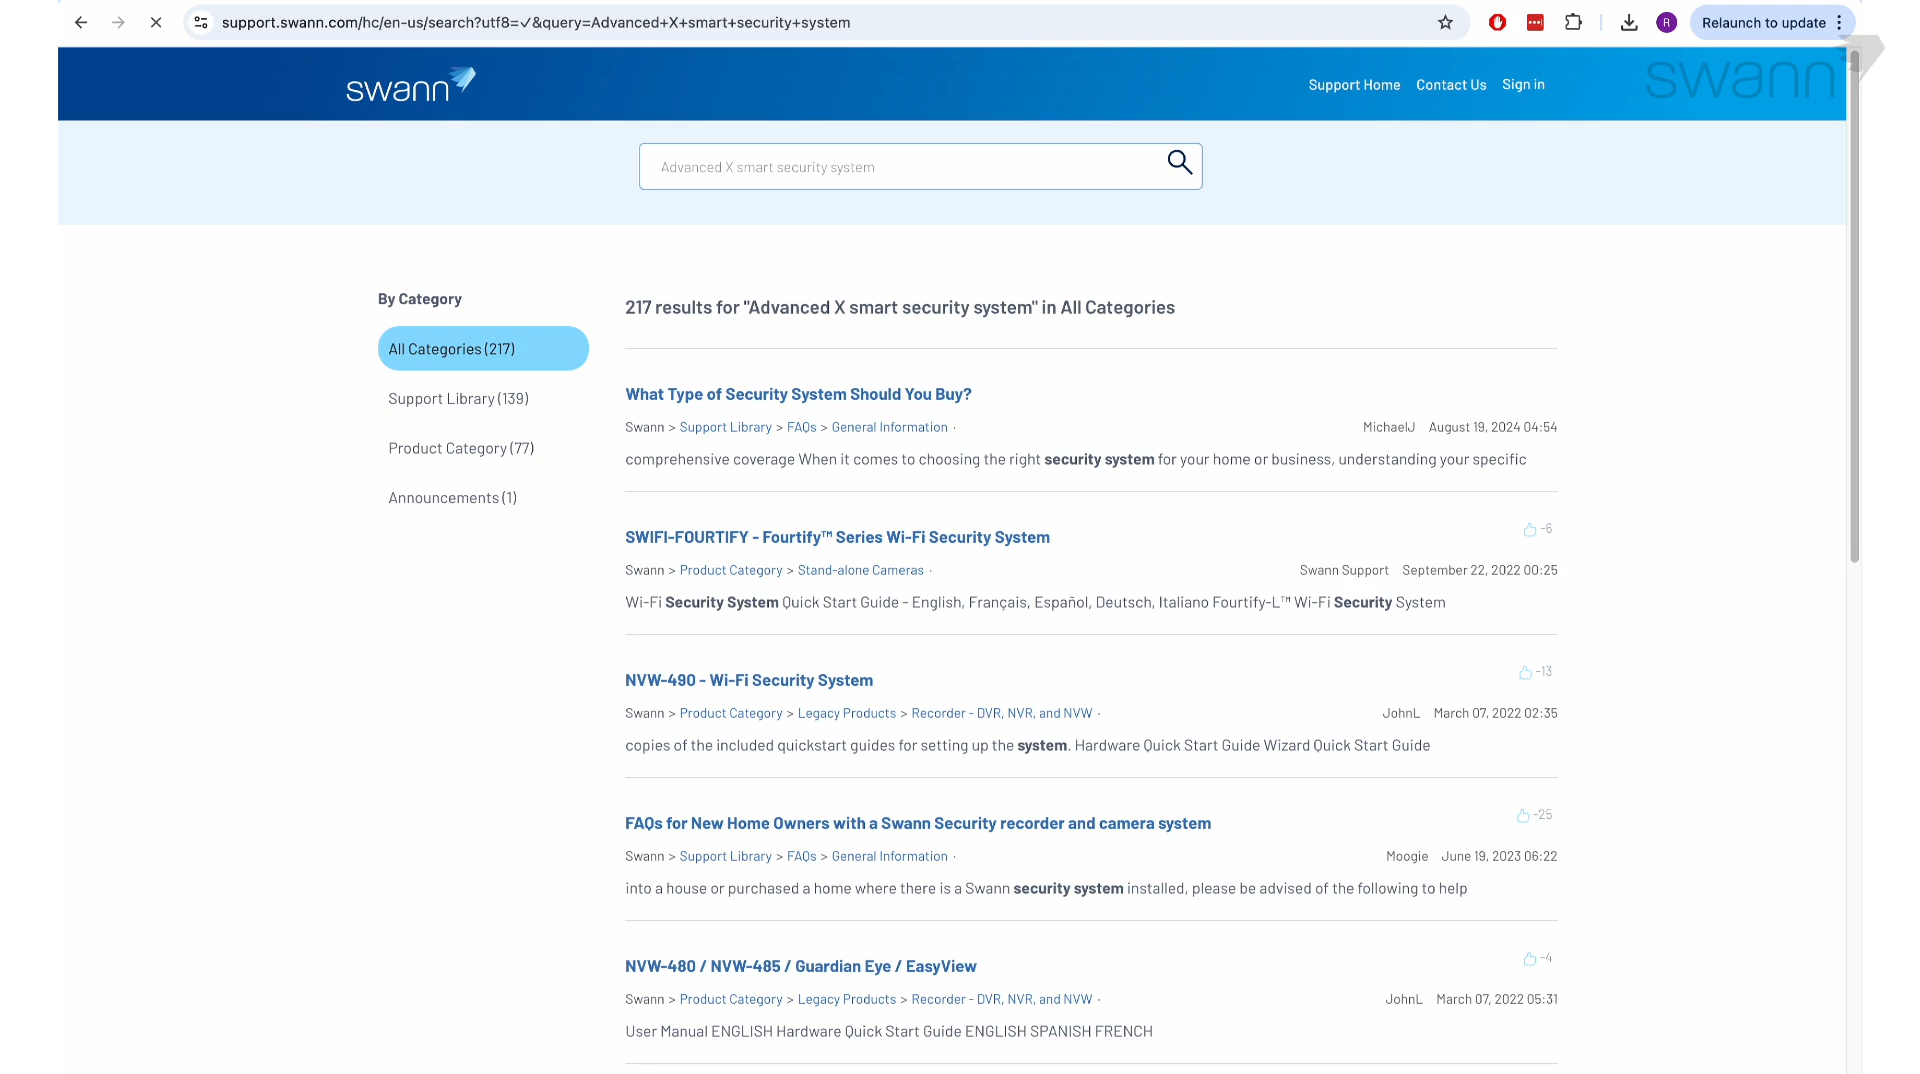 support.swann.com/hc/en-us/search?utf8=✓&query=Advanced+X+smart+security+system
R
Relaunch to update
swann
Support Home Contact Us Sign in
swann
Advanced X smart security system
By Category
217 results for "Advanced X smart security system" in All Categories
All Categories (217)
Support Library (139)
Product Category (77)
Announcements (1)
What Type of Security System Should You Buy?
Swann > Support Library > FAQs > General Information ·
MichaelJ August 19, 2024 04:54
comprehensive coverage When it comes to choosing the right security system for your home or business, understanding your specific
-6
SWIFI-FOURTIFY - Fourtify™ Series Wi-Fi Security System
Swann > Product Category > Stand-alone Cameras ·
Swann Support September 22, 2022 00:25
Wi-Fi Security System Quick Start Guide - English, Français, Español, Deutsch, Italiano Fourtify-L™ Wi-Fi Security System
-13
NVW-490 - Wi-Fi Security System
Swann > Product Category > Legacy Products > Recorder - DVR, NVR, and NVW ·
JohnL March 07, 2022 02:35
copies of the included quickstart guides for setting up the system. Hardware Quick Start Guide Wizard Quick Start Guide
-25
FAQs for New Home Owners with a Swann Security recorder and camera system
Swann > Support Library > FAQs > General Information ·
Moogie June 19, 2023 06:22
into a house or purchased a home where there is a Swann security system installed, please be advised of the following to help
-4
NVW-480 / NVW-485 / Guardian Eye / EasyView
Swann > Product Category > Legacy Products > Recorder - DVR, NVR, and NVW ·
JohnL March 07, 2022 05:31
User Manual ENGLISH Hardware Quick Start Guide ENGLISH SPANISH FRENCH